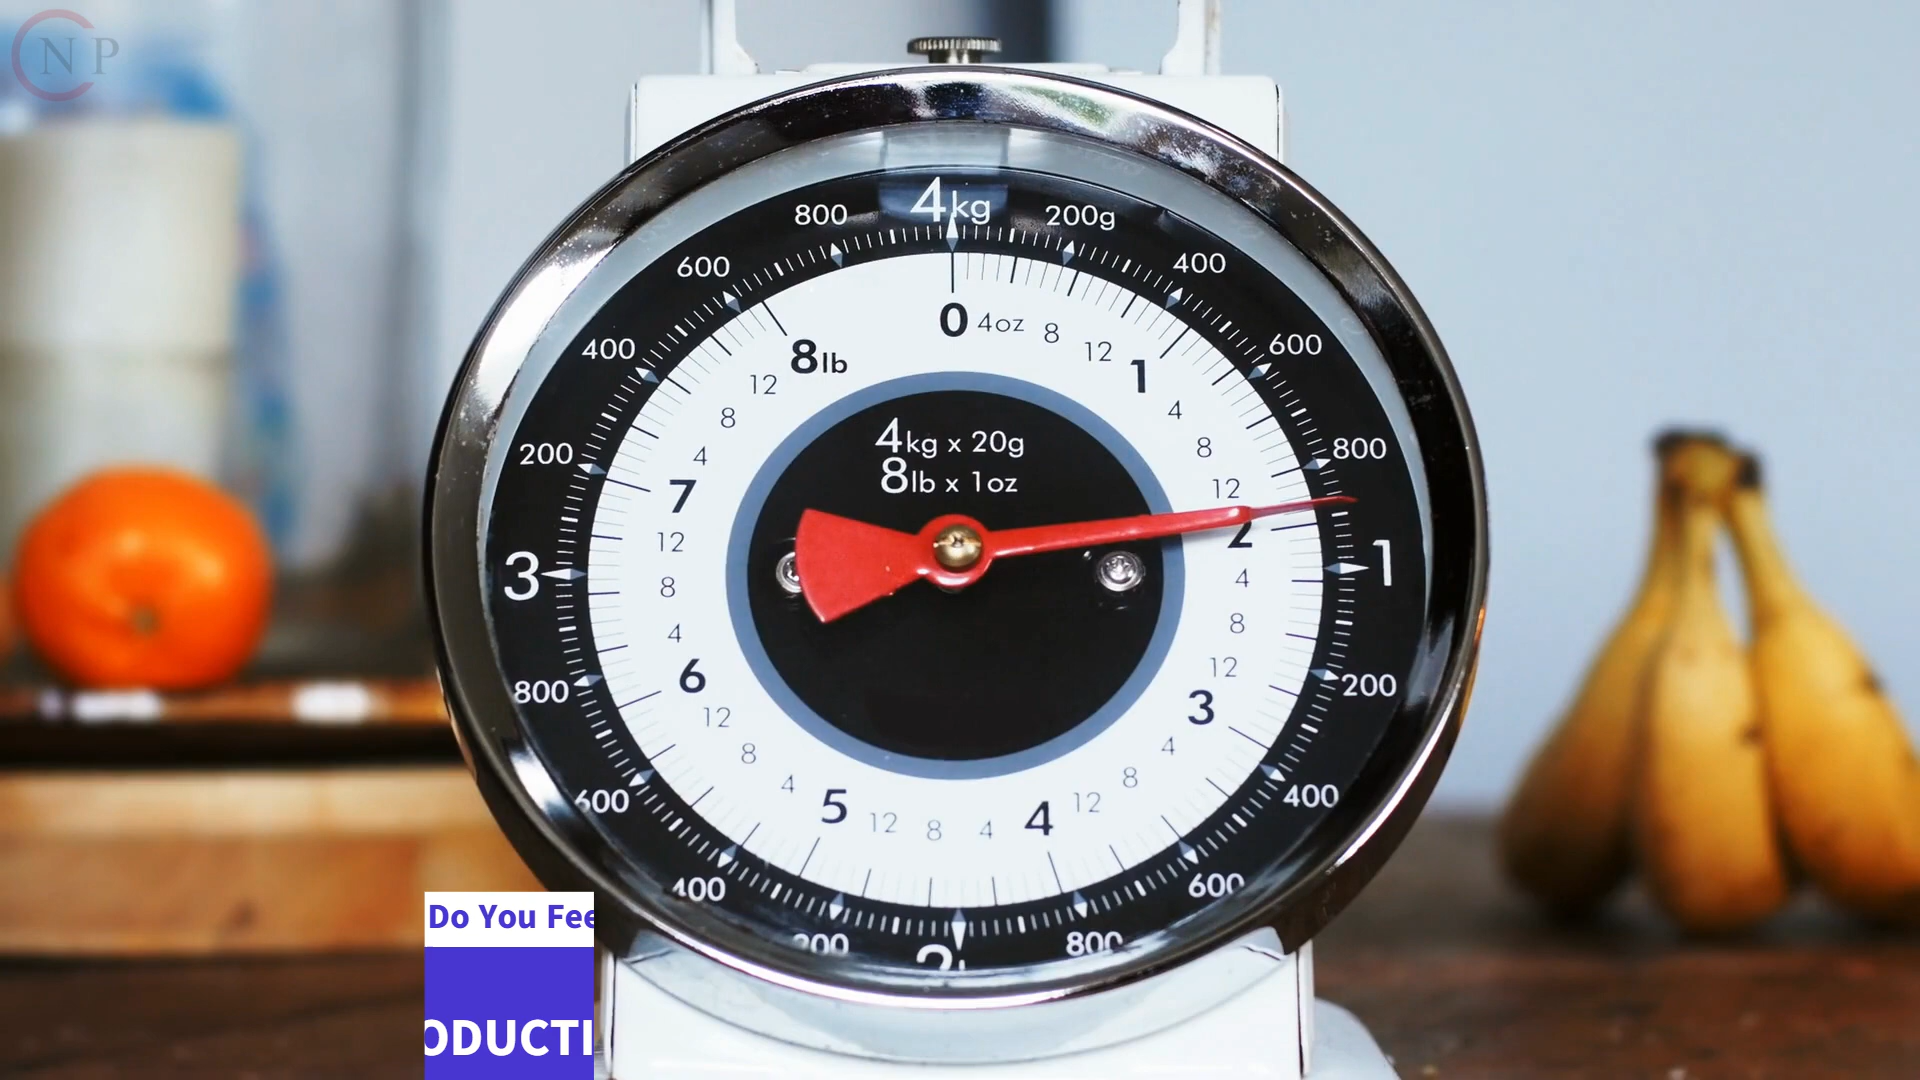 NP
4kg
800 200g
600 400
400 600
0 4oz 8
8lb 12
12 1
8 4
4kg x 20g
200 4 8lb x 1oz 8 800
7 12
2
12
3 8 4 1
4 8
6 12
800 12 3 200
8 4
4 8
600 5 12 8 4 4 12 400
400 600
200 800
2
Do You Fee
ODUCTI